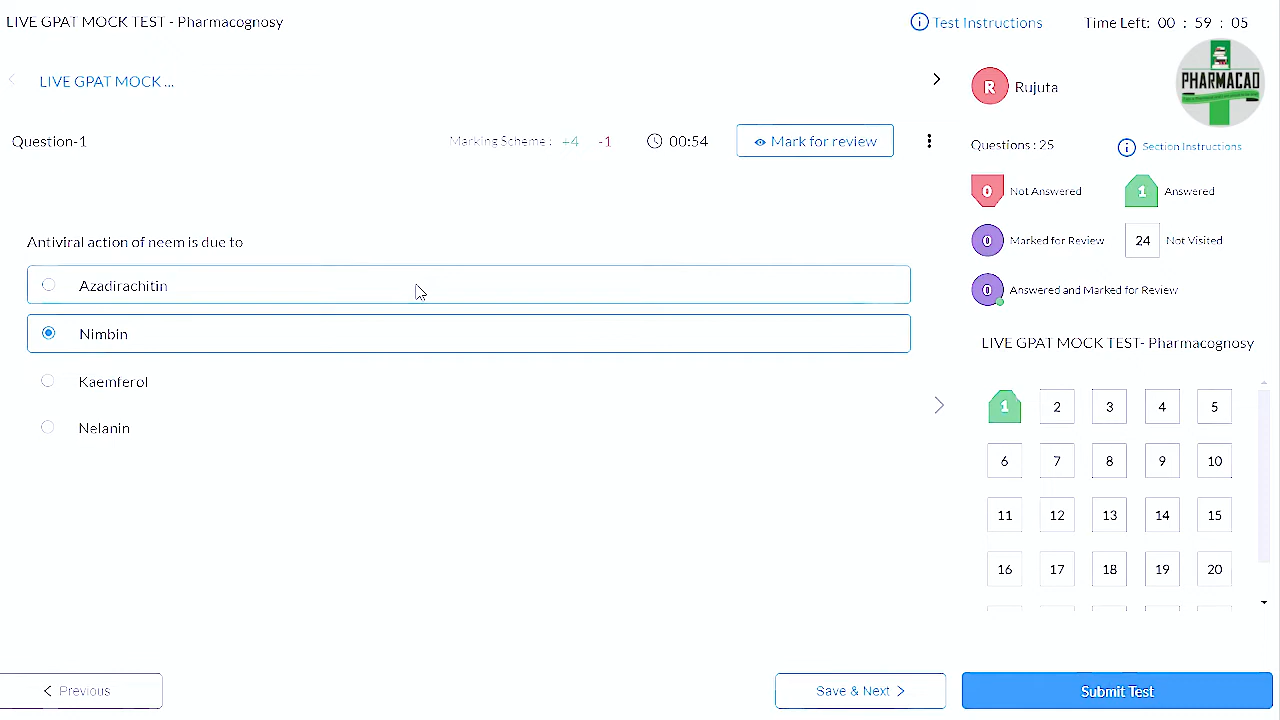 LIVE GPAT MOCK TEST - Pharmacognosy
Test Instructions
Time Left: 00 : 59 : 05
LIVE GPAT MOCK ...
R Rujuta
PHARMACAD
Question-1
Marking Scheme : +4 -1
00:54
Mark for review
Questions : 25
Section Instructions
0 Not Answered
1 Answered
0 Marked for Review
24 Not Visited
0 Answered and Marked for Review
Antiviral action of neem is due to
Azadirachitin
Nimbin
Kaemferol
Nelanin
LIVE GPAT MOCK TEST- Pharmacognosy
1 2 3 4 5
6 7 8 9 10
11 12 13 14 15
16 17 18 19 20
Previous
Save & Next
Submit Test